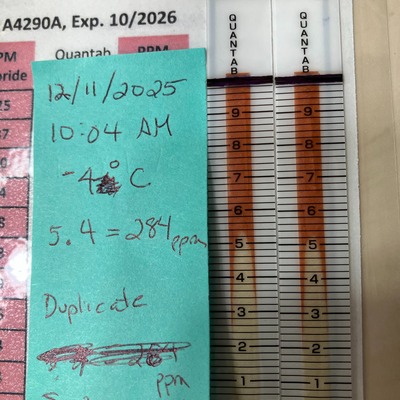 A4290A, Exp. 10/2026
Quantab
PPM
QUANTAB
QUANTAB
12/11/2025
10:04 AM
-4° C
5.4 = 284 ppm
Duplicate
ppm
9
8
7
6
5
4
3
2
1
9
8
7
6
5
4
3
2
1